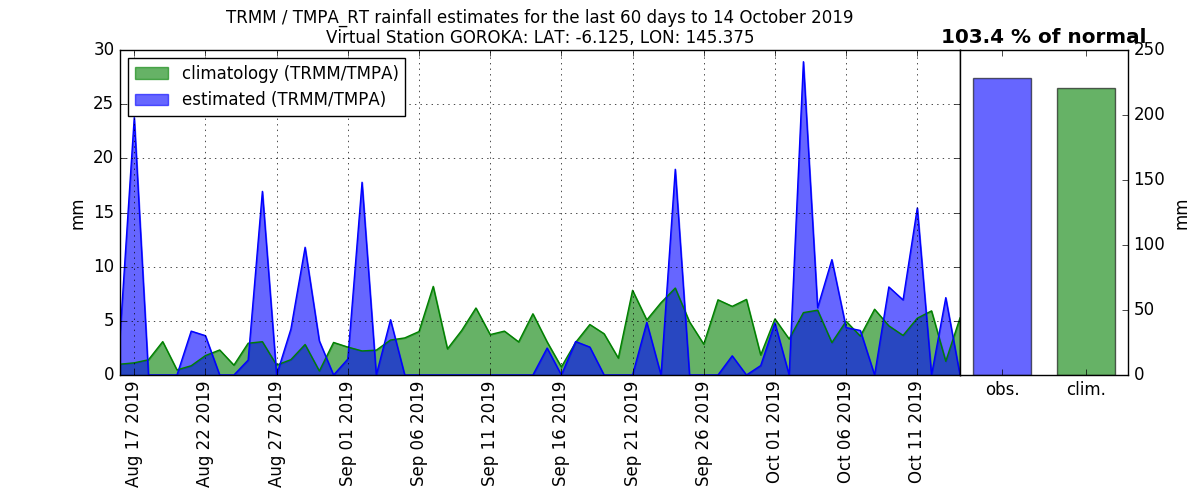 TRMM / TMPA_RT rainfall estimates for the last 60 days to 14 October 2019
Virtual Station GOROKA: LAT: -6.125, LON: 145.375
103.4 % of normal
climatology (TRMM/TMPA)
estimated (TRMM/TMPA)
mm
30
25
20
15
10
5
0
Aug 17 2019
Aug 22 2019
Aug 27 2019
Sep 01 2019
Sep 06 2019
Sep 11 2019
Sep 16 2019
Sep 21 2019
Sep 26 2019
Oct 01 2019
Oct 06 2019
Oct 11 2019
obs.
clim.
250
200
150
100
50
0
mm